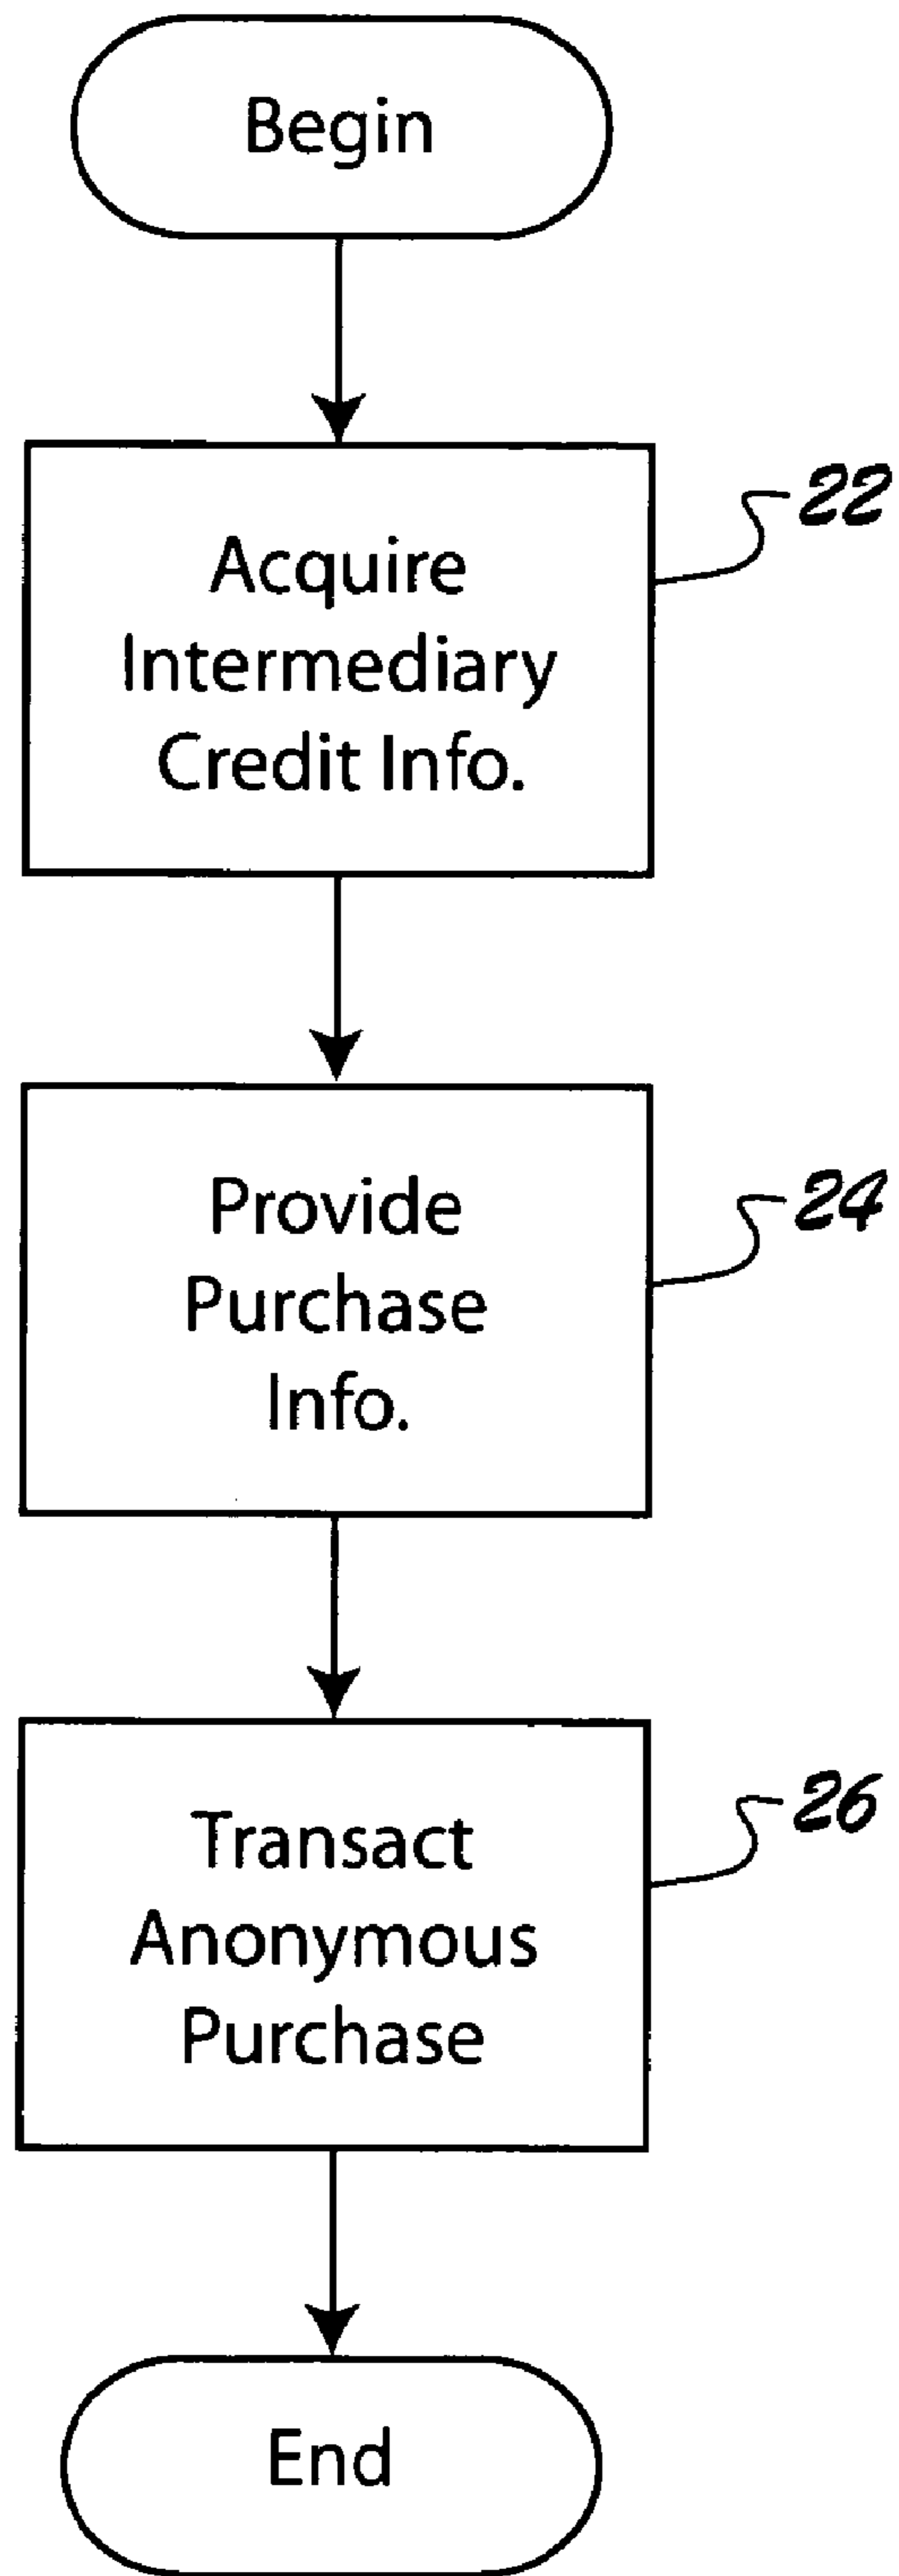 Begin
Acquire
Intermediary
Credit Info.
22
Provide
Purchase
Info.
24
Transact
Anonymous
Purchase
26
End